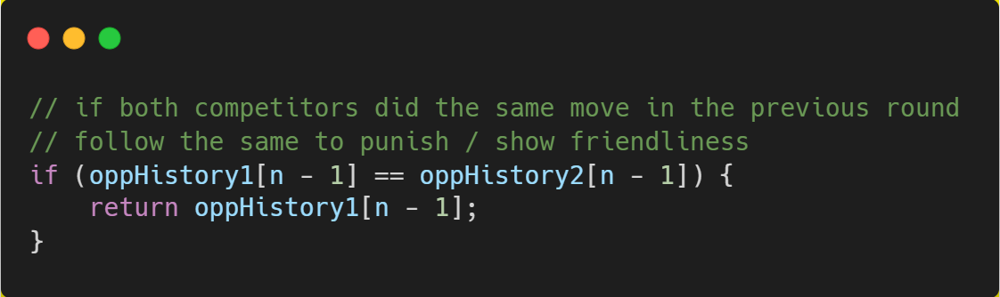 // if both competitors did the same move in the previous round
// follow the same to punish / show friendliness
if (oppHistory1[n - 1] == oppHistory2[n - 1]) {
    return oppHistory1[n - 1];
}